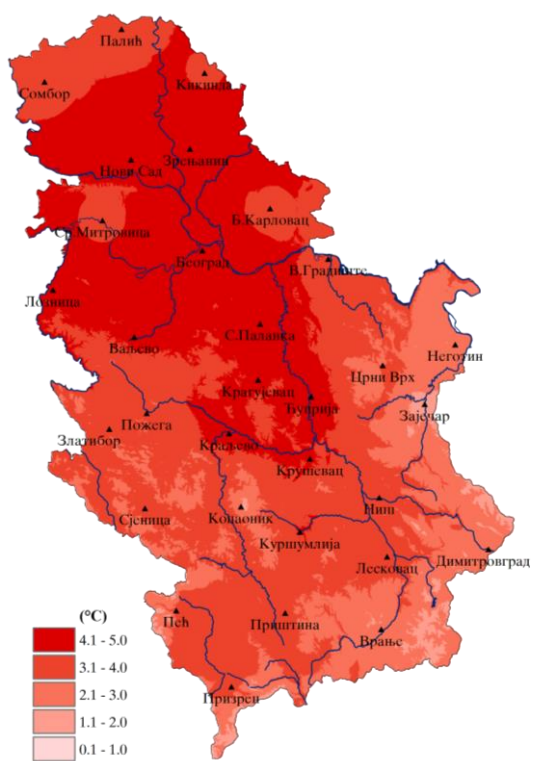 Палић
Сомбор
Кикинда
Зрењанин
Нови Сад
Б.Карловац
Ср.Митровица
Београд
В.Градиште
Лозница
С.Паланка
Ваљево
Неготин
Црни Врх
Крагујевац
Ћуприја
Зајечар
Пожега
Златибор
Краљево
Крушевац
Ниш
Сјеница
Копаоник
Куршумлија
Лесковац
Димитровград
Пећ
Приштина
Врање
Призрен
(°C)
4.1 - 5.0
3.1 - 4.0
2.1 - 3.0
1.1 - 2.0
0.1 - 1.0